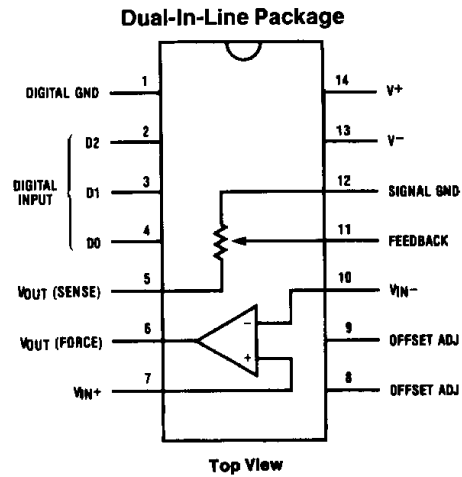 Dual-In-Line Package
DIGITAL GND 1
14 V+
D2 2
13 V−
DIGITAL INPUT
D1 3
12 SIGNAL GND
D0 4
11 FEEDBACK
VOUT (SENSE) 5
10 VIN−
VOUT (FORCE) 6
−
9 OFFSET ADJ
+
VIN+ 7
8 OFFSET ADJ
Top View